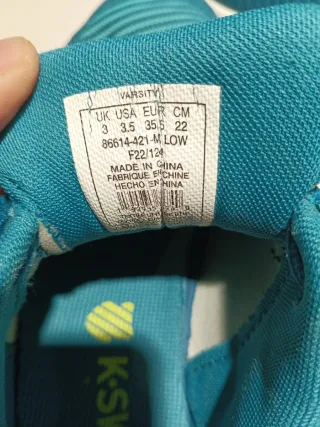 VARSITY
UK USA EUR CM
3 3.5 35.5 22
86614-421-M LOW
F22/124
MADE IN CHINA
FABRIQUE EN CHINE
HECHO EN CHINA
K·SW